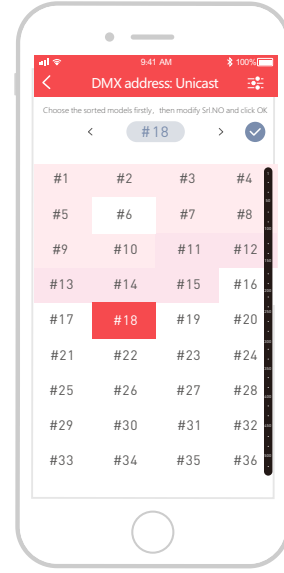 9:41 AM
100%
DMX address: Unicast
Choose the sorted models firstly, then modify Srl.NO and click OK
< #18 >
#1 #2 #3 #4
#5 #6 #7 #8
#9 #10 #11 #12
#13 #14 #15 #16
#17 #18 #19 #20
#21 #22 #23 #24
#25 #26 #27 #28
#29 #30 #31 #32
#33 #34 #35 #36